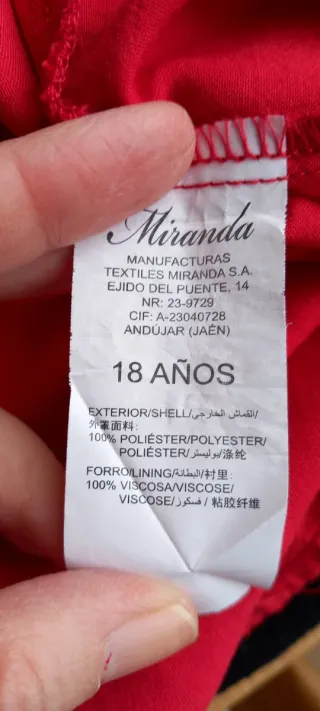 Miranda
MANUFACTURAS
TEXTILES MIRANDA S.A.
EJIDO DEL PUENTE, 14
NR: 23-9729
CIF: A-23040728
ANDÚJAR (JAÉN)
18 AÑOS
EXTERIOR/SHELL/القماش الخارجي/
外罩面料:
100% POLIÉSTER/POLYESTER/
POLIÉSTER/بوليستر/涤纶
FORRO/LINING/البطانة/衬里:
100% VISCOSA/VISCOSE/
VISCOSE/فسكوز/粘胶纤维